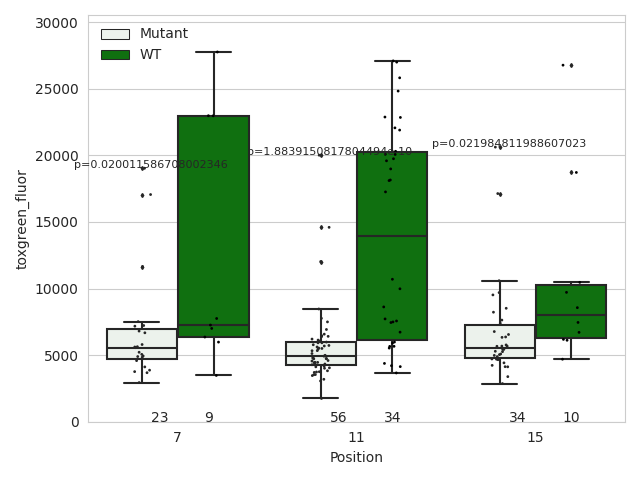 Mutant
WT
30000
25000
20000
15000
10000
5000
0
toxgreen_fluor
p=0.020011586708002346
p=1.8839150817804494e-10
p=0.021984811988607023
23 9 56 34 34 10
7 11 15
Position